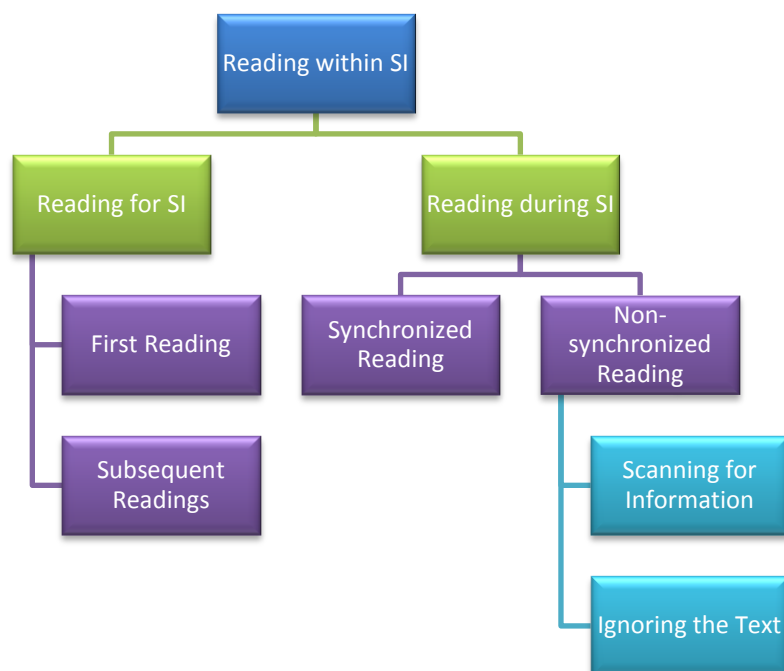 Reading within SI
Reading for SI
Reading during SI
First Reading
Synchronized
Reading
Non-
synchronized
Reading
Subsequent
Readings
Scanning for
Information
Ignoring the Text